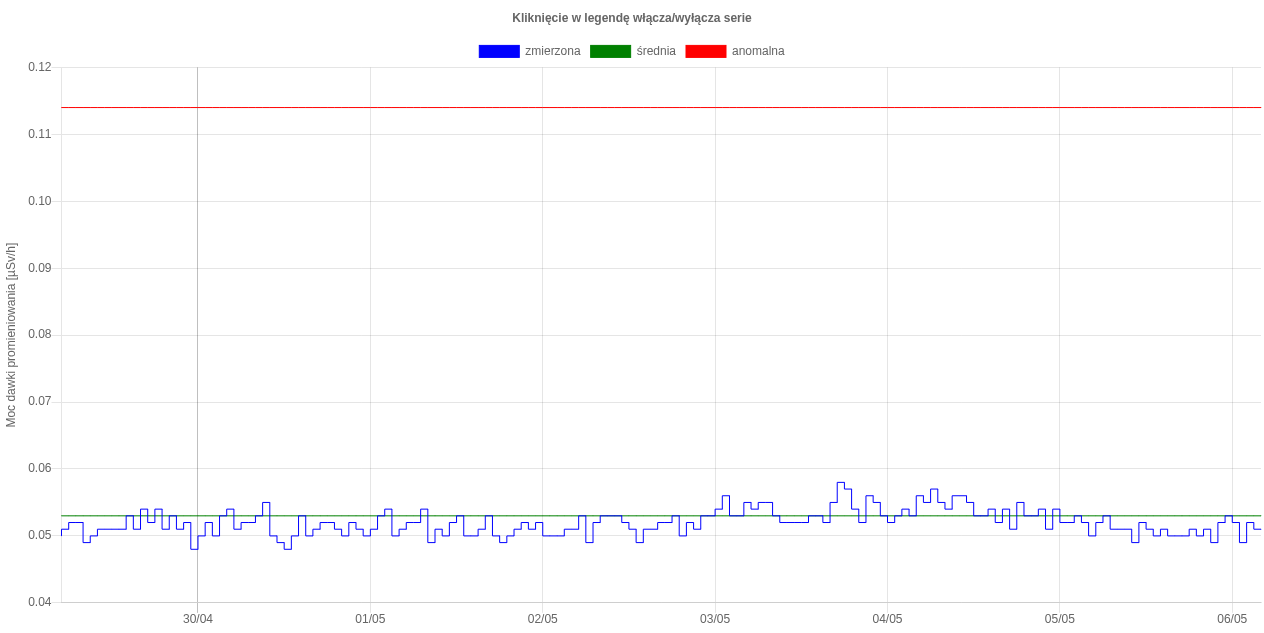 Kliknięcie w legendę włącza/wyłącza serie
zmierzona średnia anomalna
Moc dawki promieniowania [µSv/h]
0.12
0.11
0.10
0.09
0.08
0.07
0.06
0.05
0.04
30/04 01/05 02/05 03/05 04/05 05/05 06/05